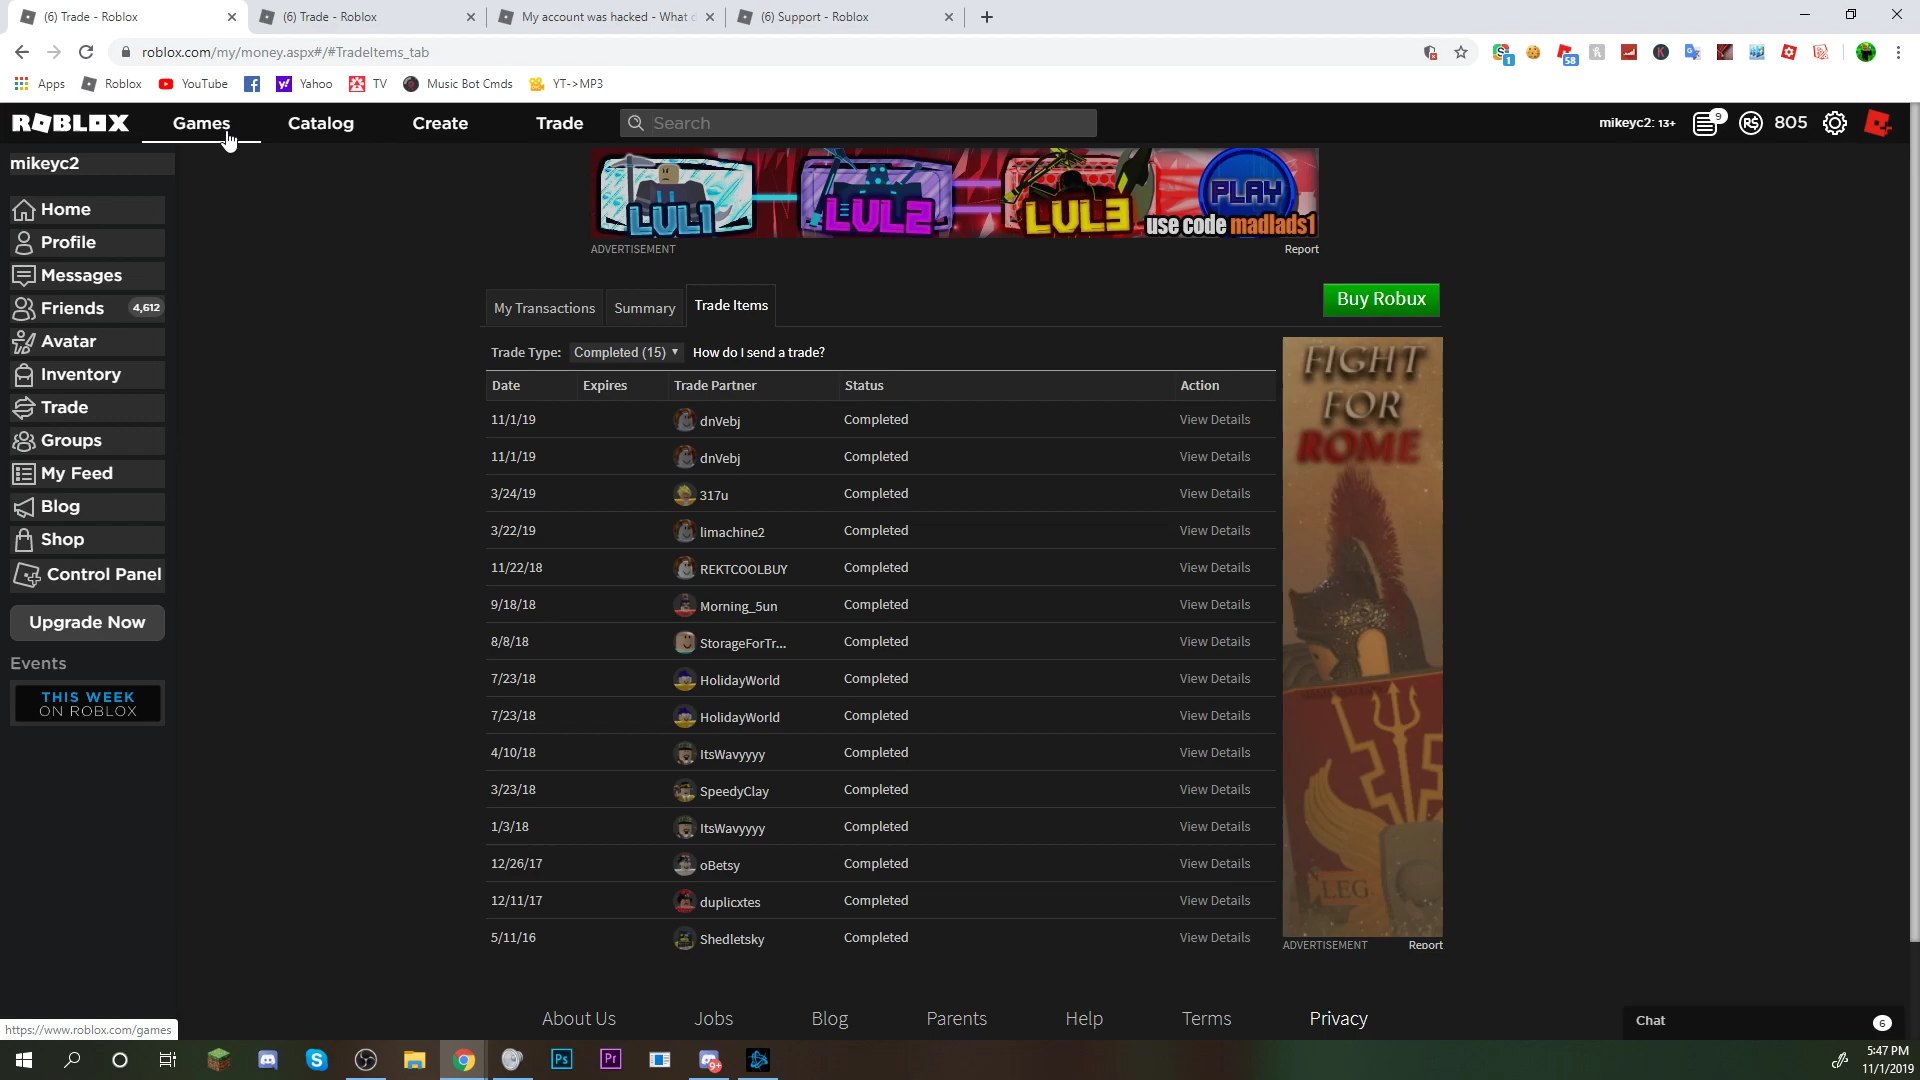 (6) Trade - Roblox
(6) Trade - Roblox
My account was hacked - What
(6) Support - Roblox
roblox.com/my/money.aspx#/#TradeItems_tab
1
58
Apps
Roblox
YouTube
Yahoo
TV
Music Bot Cmds
YT->MP3
ROBLOX
Games
Catalog
Create
Trade
Search
mikeyc2: 13+
9
805
mikeyc2
Home
Profile
Messages
Friends 4,612
Avatar
Inventory
Trade
Groups
My Feed
Blog
Shop
Control Panel
Upgrade Now
Events
THIS WEEK
ON ROBLOX
LVL1
LVL2
LVL3
PLAY
use code madlads1
ADVERTISEMENT
Report
My Transactions
Summary
Trade Items
Buy Robux
Trade Type: Completed (15) How do I send a trade?
Date Expires Trade Partner Status Action
11/1/19 dnVebj Completed View Details
11/1/19 dnVebj Completed View Details
3/24/19 317u Completed View Details
3/22/19 limachine2 Completed View Details
11/22/18 REKTCOOLBUY Completed View Details
9/18/18 Morning_5un Completed View Details
8/8/18 StorageForTr... Completed View Details
7/23/18 HolidayWorld Completed View Details
7/23/18 HolidayWorld Completed View Details
4/10/18 ItsWavyyyy Completed View Details
3/23/18 SpeedyClay Completed View Details
1/3/18 ItsWavyyyy Completed View Details
12/26/17 oBetsy Completed View Details
12/11/17 duplicxtes Completed View Details
5/11/16 Shedletsky Completed View Details
FIGHT
FOR
ROME
LEG
ADVERTISEMENT
Report
About Us
Jobs
Blog
Parents
Help
Terms
Privacy
Chat
6
https://www.roblox.com/games
Ps
Pr
9+
5:47 PM
11/1/2019